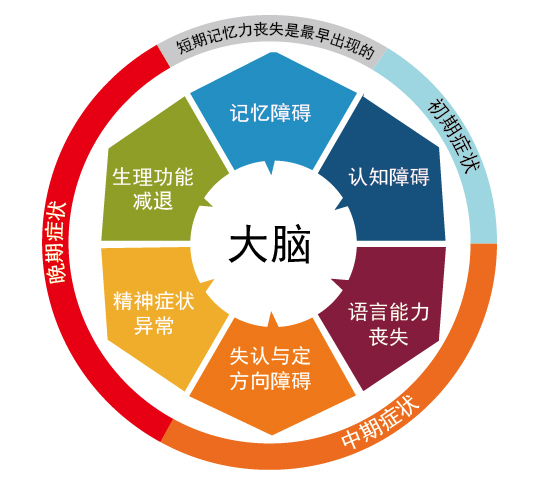 短期记忆力丧失是最早出现的
初期症状
中期症状
晚期症状
记忆障碍
认知障碍
语言能力
丧失
失认与定
方向障碍
精神症状
异常
生理功能
减退
大脑